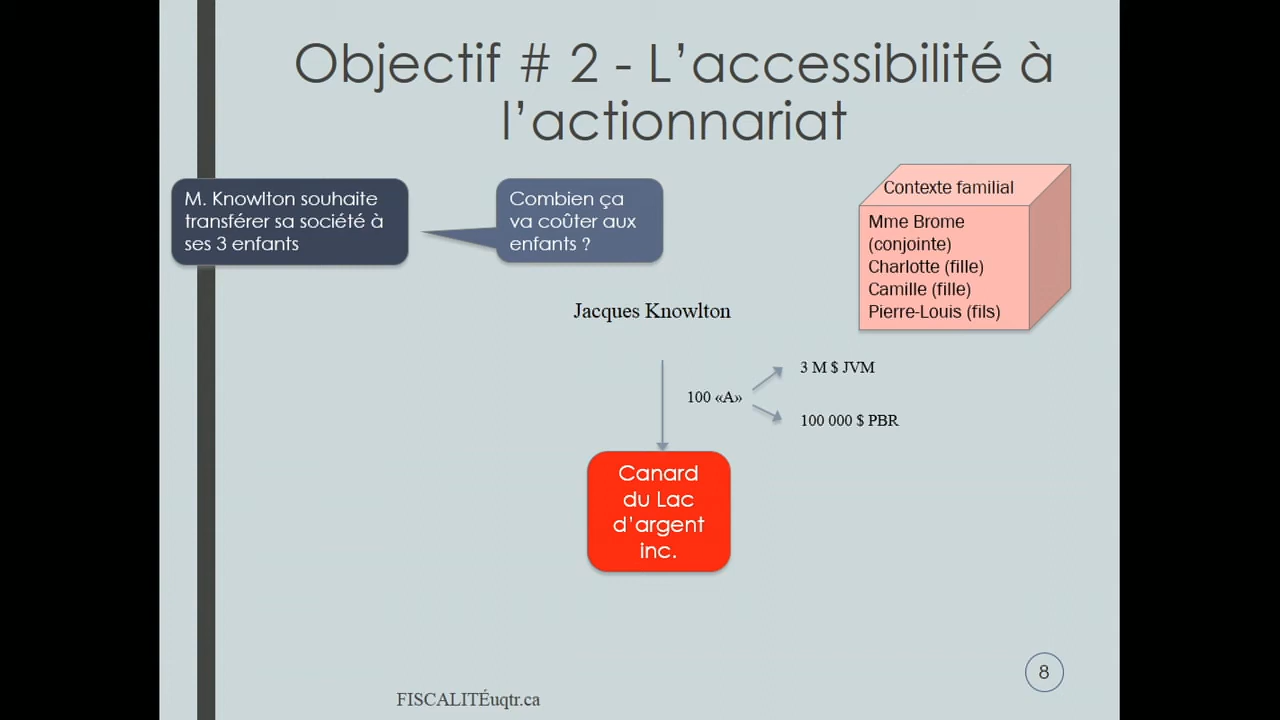 Objectif # 2 - L’accessibilité à
l’actionnariat
M. Knowlton souhaite
transférer sa société à
ses 3 enfants
Combien ça
va coûter aux
enfants ?
Contexte familial
Mme Brome
(conjointe)
Charlotte (fille)
Camille (fille)
Pierre-Louis (fils)
Jacques Knowlton
3 M $ JVM
100 «A»
100 000 $ PBR
Canard
du Lac
d’argent
inc.
8
FISCALITÉuqtr.ca